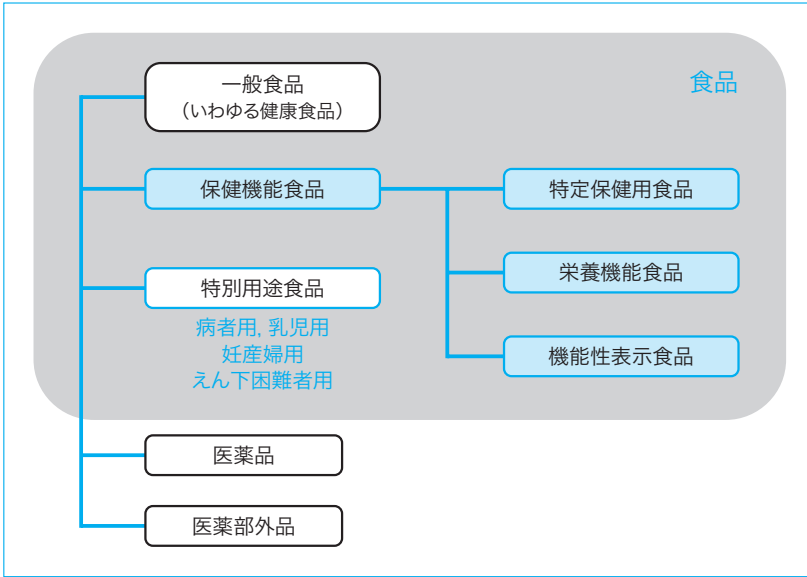 食品
一般食品
（いわゆる健康食品）
保健機能食品
特定保健用食品
栄養機能食品
特別用途食品
病者用, 乳児用
妊産婦用
えん下困難者用
機能性表示食品
医薬品
医薬部外品